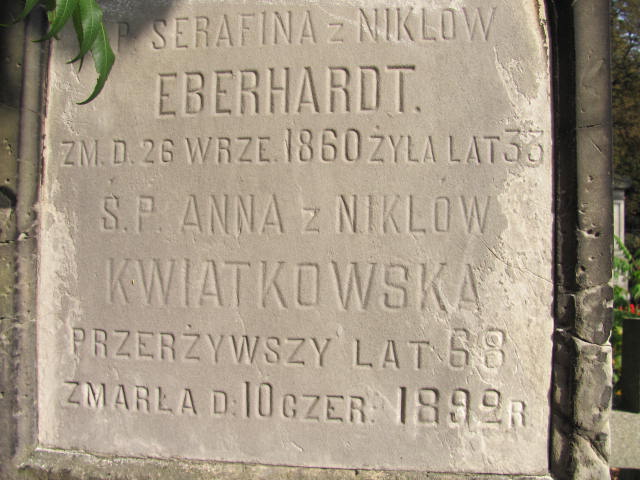 P. SERAFINA z NIKLÓW
EBERHARDT.
ZM. D. 26 WRZE. 1860 ŻYŁA LAT 33
Ś.P. ANNA z NIKLÓW
KWIATKOWSKA
PRZERŻYWSZY LAT 68
ZMARŁA D: 10 CZER: 1892 R.